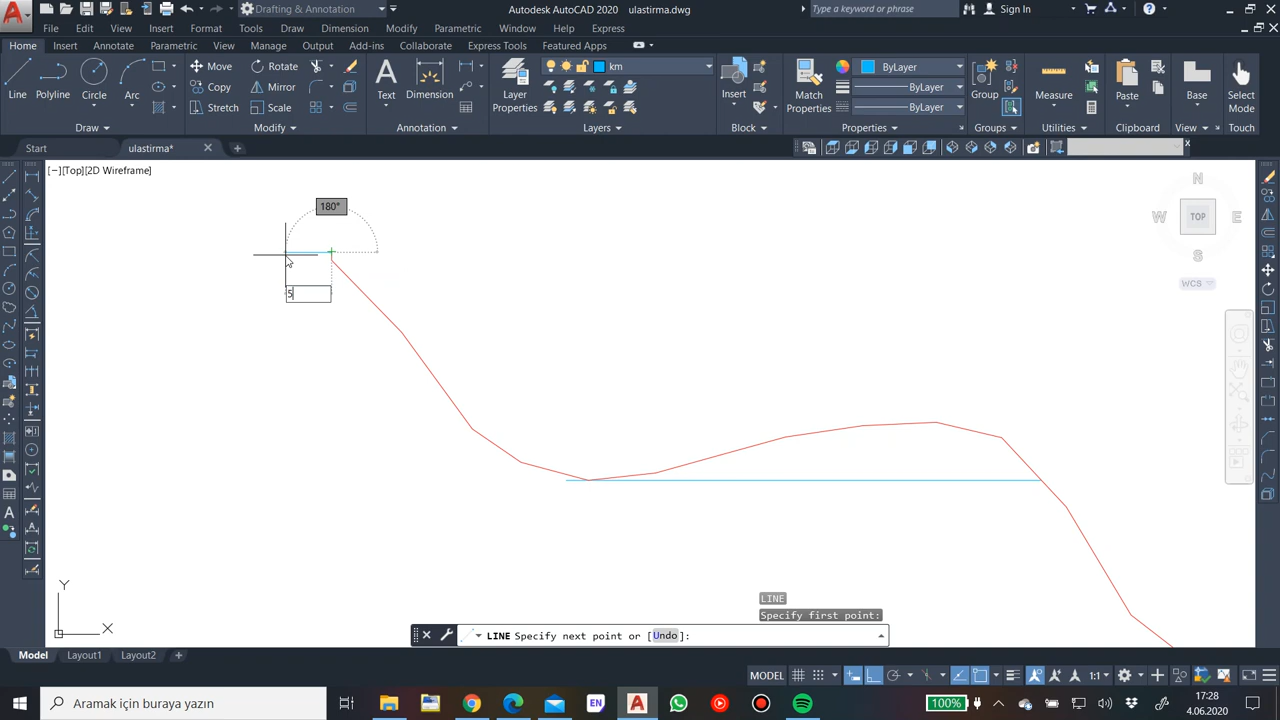 Drafting & Annotation
Autodesk AutoCAD 2020 ulastirma.dwg
Type a keyword or phrase
Sign In
File Edit View Insert Format Tools Draw Dimension Modify Parametric Window Help Express
Home Insert Annotate Parametric View Manage Output Add-ins Collaborate Express Tools Featured Apps
Line Polyline Circle Arc
Move Rotate
Copy Mirror
Stretch Scale
Text Dimension
Layer Properties
km
Insert
Match Properties
ByLayer
ByLayer
ByLayer
Group
Measure
Paste
Base
Select Mode
Draw Modify Annotation Layers Block Properties Groups Utilities Clipboard View Touch
Start ulastirma*
[−][Top][2D Wireframe]
N
W TOP E
S
WCS
180°
5
LINE
Specify first point:
Y
X
LINE Specify next point or [Undo]:
Model Layout1 Layout2
MODEL
1:1
Aramak için buraya yazın
EN
100%
17:28
4.06.2020